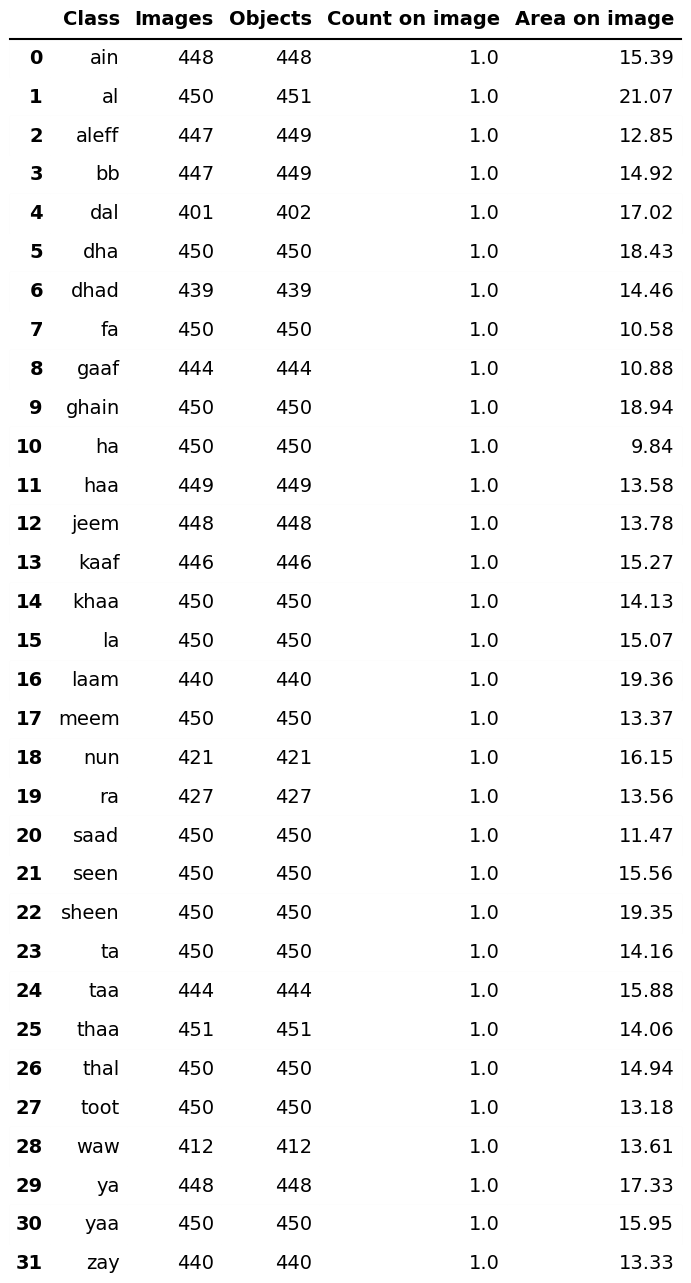 Class Images Objects Count on image Area on image
0 ain 448 448 1.0 15.39
1 al 450 451 1.0 21.07
2 aleff 447 449 1.0 12.85
3 bb 447 449 1.0 14.92
4 dal 401 402 1.0 17.02
5 dha 450 450 1.0 18.43
6 dhad 439 439 1.0 14.46
7 fa 450 450 1.0 10.58
8 gaaf 444 444 1.0 10.88
9 ghain 450 450 1.0 18.94
10 ha 450 450 1.0 9.84
11 haa 449 449 1.0 13.58
12 jeem 448 448 1.0 13.78
13 kaaf 446 446 1.0 15.27
14 khaa 450 450 1.0 14.13
15 la 450 450 1.0 15.07
16 laam 440 440 1.0 19.36
17 meem 450 450 1.0 13.37
18 nun 421 421 1.0 16.15
19 ra 427 427 1.0 13.56
20 saad 450 450 1.0 11.47
21 seen 450 450 1.0 15.56
22 sheen 450 450 1.0 19.35
23 ta 450 450 1.0 14.16
24 taa 444 444 1.0 15.88
25 thaa 451 451 1.0 14.06
26 thal 450 450 1.0 14.94
27 toot 450 450 1.0 13.18
28 waw 412 412 1.0 13.61
29 ya 448 448 1.0 17.33
30 yaa 450 450 1.0 15.95
31 zay 440 440 1.0 13.33